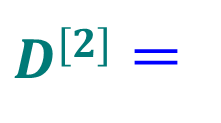 D^{[2]} =